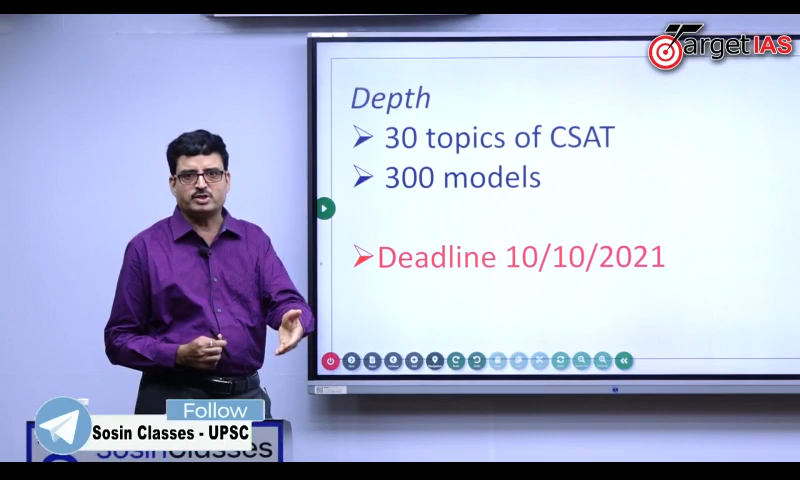 TargetIAS
Depth
➢ 30 topics of CSAT
➢ 300 models
➢Deadline 10/10/2021
Follow
Sosin Classes - UPSC
SosinClasses